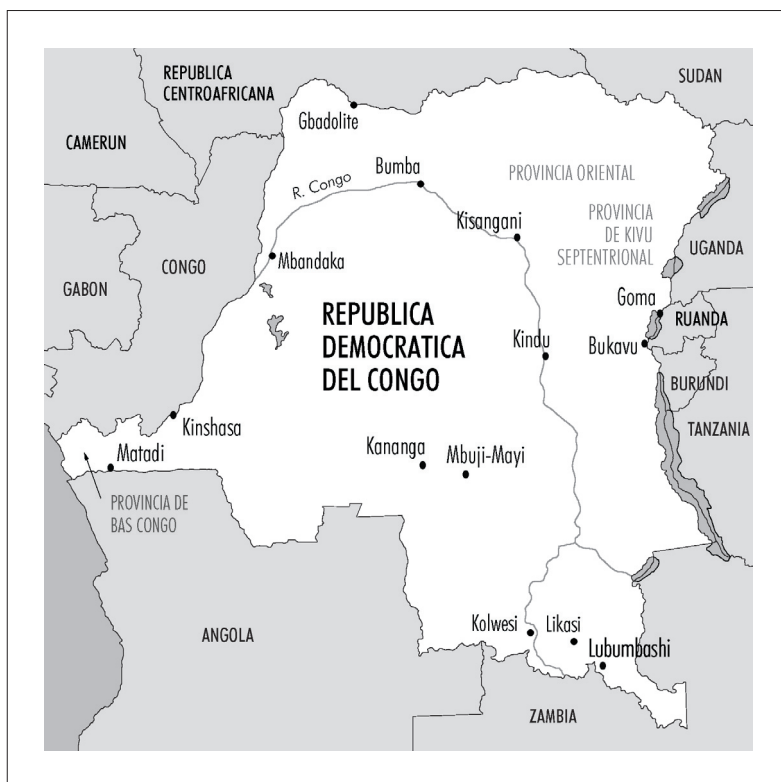 REPUBLICA
CENTROAFRICANA
SUDAN
CAMERUN
Gbadolite
Bumba
R. Congo
PROVINCIA ORIENTAL
Kisangani
PROVINCIA
DE KIVU
SEPTENTRIONAL
UGANDA
CONGO
Mbandaka
GABON
Goma
RUANDA
REPUBLICA
DEMOCRATICA
DEL CONGO
Kindu
Bukavu
BURUNDI
TANZANIA
Kinshasa
Matadi
Kananga
Mbuji-Mayi
PROVINCIA DE
BAS CONGO
ANGOLA
Kolwesi
Likasi
Lubumbashi
ZAMBIA